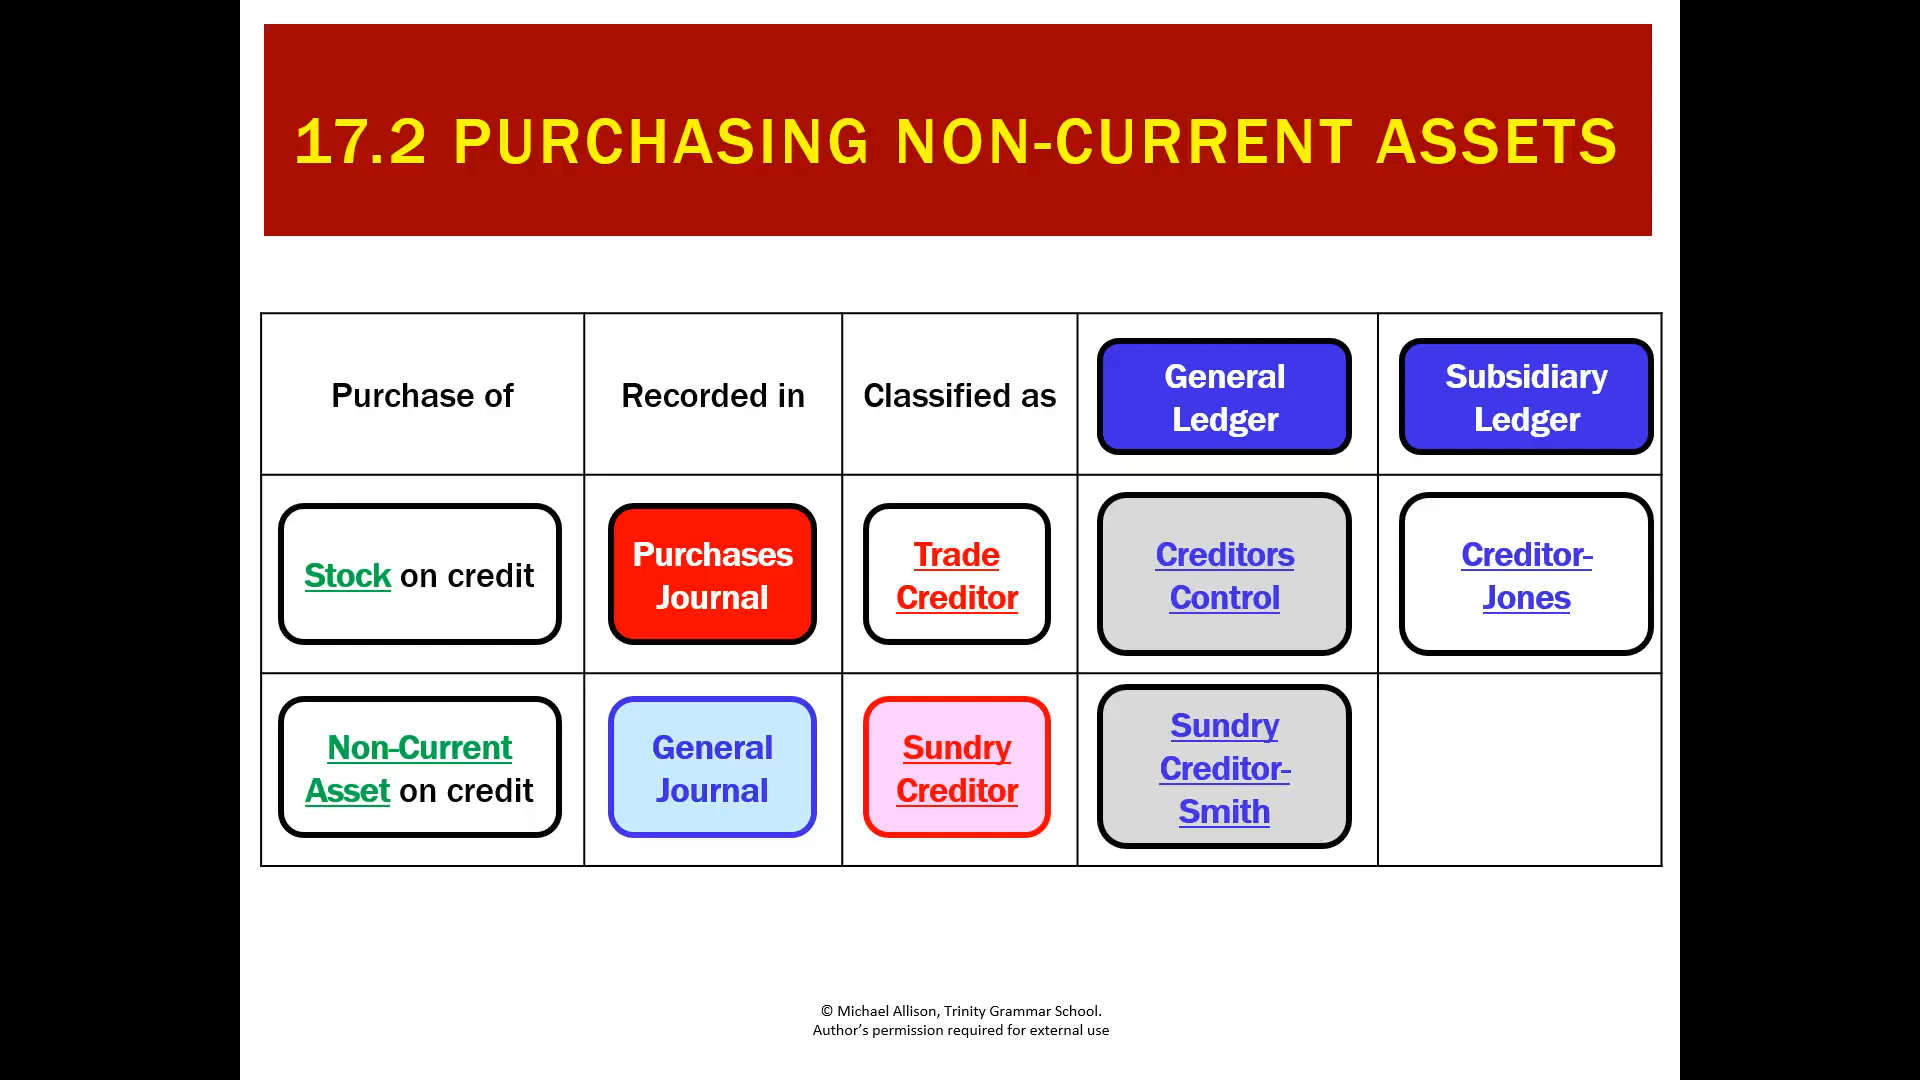 17.2 PURCHASING NON-CURRENT ASSETS
Purchase of
Recorded in
Classified as
General
Ledger
Subsidiary
Ledger
Stock on credit
Purchases
Journal
Trade
Creditor
Creditors
Control
Creditor-
Jones
Non-Current
Asset on credit
General
Journal
Sundry
Creditor
Sundry
Creditor-
Smith
© Michael Allison, Trinity Grammar School.
Author's permission required for external use